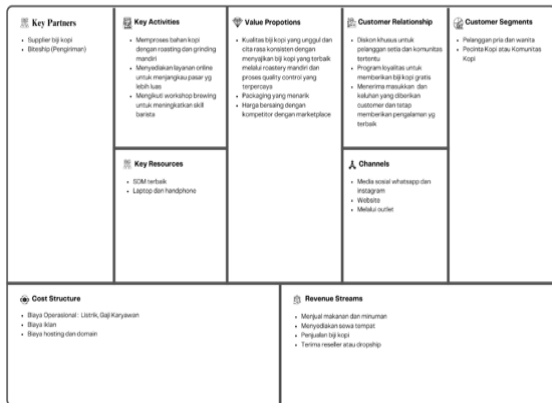 Key Partners
Supplier biji kopi
Biteship (Pengiriman)
Key Activities
Memproses bahan kopi
dengan roasting dan grinding
mandiri
Menyediakan layanan online
untuk menjangkau pasar yg
lebih luas
Mengikuti workshop brewing
untuk meningkatkan skill
barista
Key Resources
SDM terbaik
Laptop dan handphone
Value Propotions
Kualitas biji kopi yang unggul dan
cita rasa konsisten dengan
menyajikan biji kopi yang terbaik
melalui roastery mandiri dan
proses quality control yang
terpercaya
Packaging yang menarik
Harga bersaing dengan
kompetitor dengan marketplace
Customer Relationship
Diskon khusus untuk
pelanggan setia dan komunitas
tertentu
Program loyalitas untuk
memberikan biji kopi gratis
Menerima masukkan dan
keluhan yang diberikan
customer dan tetap
memberikan pengalaman yg
terbaik
Channels
Media sosial whatsapp dan
instagram
Website
Melalui outlet
Customer Segments
Pelanggan pria dan wanita
Pecinta Kopi atau Komunitas
Kopi
Cost Structure
Biaya Operasional : Listrik, Gaji Karyawan
Biaya Iklan
Biaya hosting dan domain
Revenue Streams
Menjual makanan dan minuman
Menyediakan sewa tempat
Penjualan biji kopi
Terima reseller atau dropship